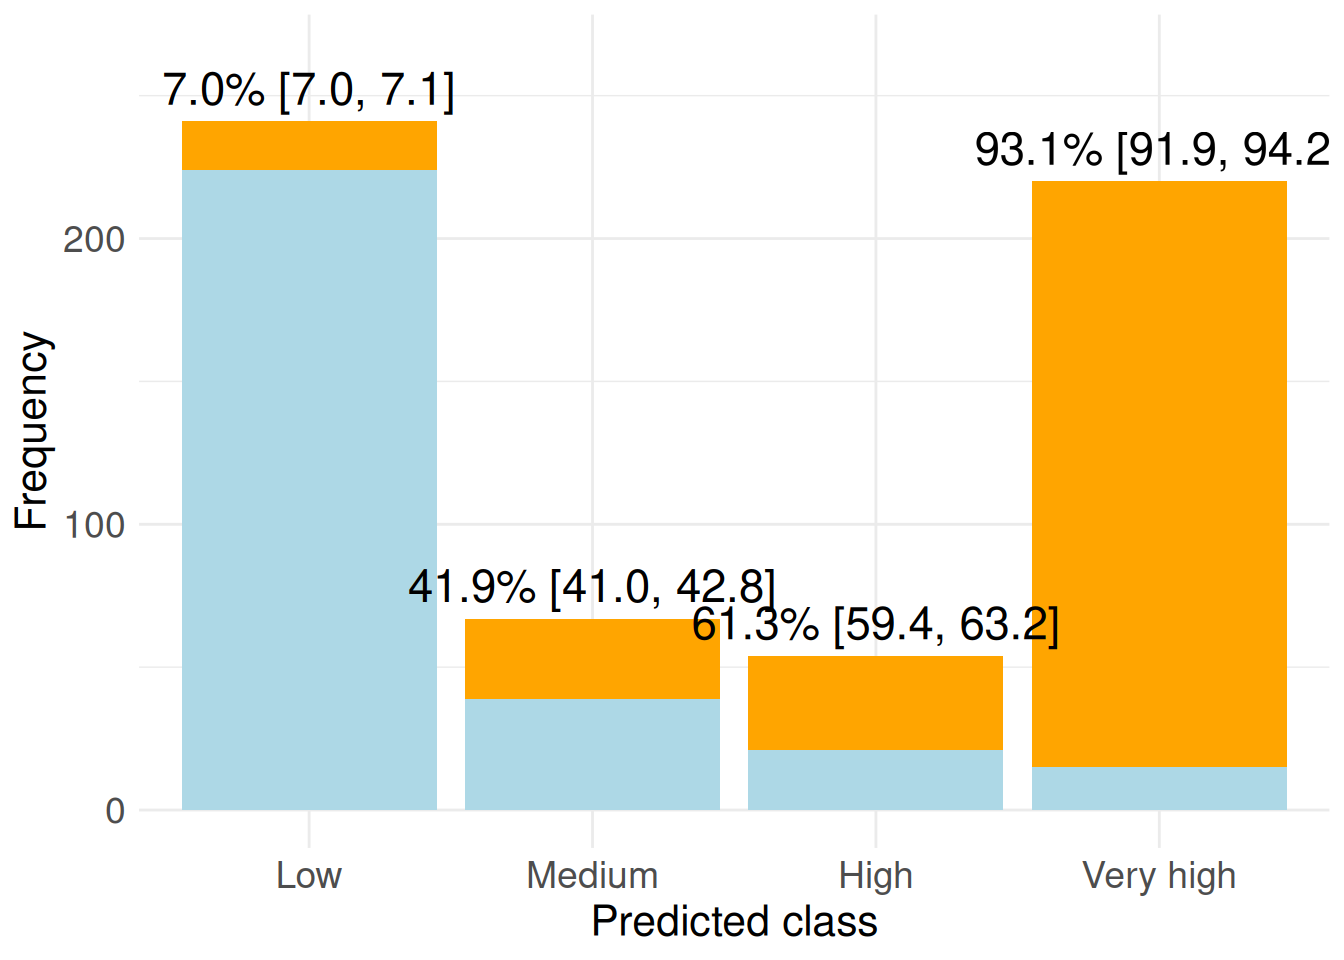 7.0% [7.0, 7.1]
93.1% [91.9, 94.2
41.9% [41.0, 42.8]
61.3% [59.4, 63.2]
Frequency
200
100
0
Low
Medium
High
Very high
Predicted class